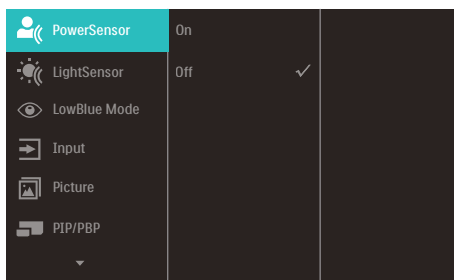 PowerSensor
On
LightSensor
Off
LowBlue Mode
Input
Picture
PIP/PBP